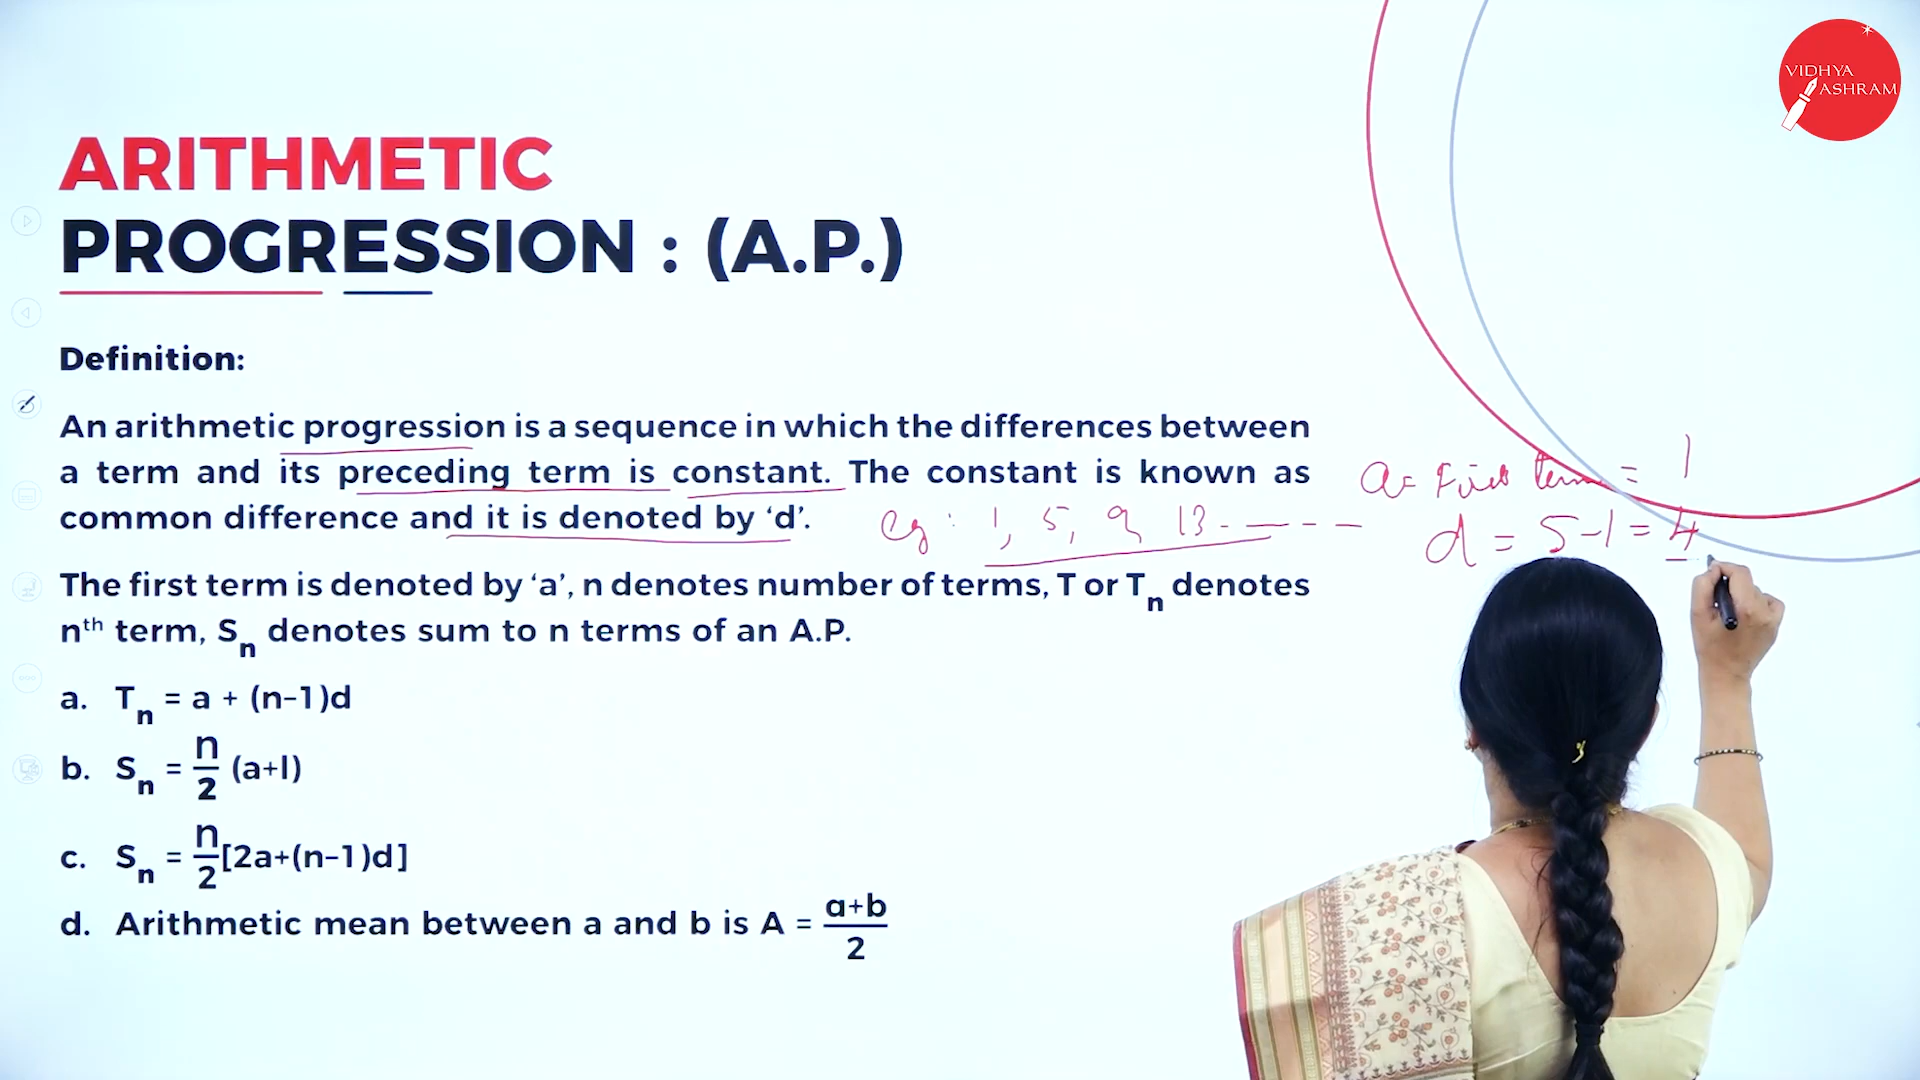 VIDHYA
ASHRAM
ARITHMETIC
PROGRESSION : (A.P.)
Definition:
An arithmetic progression is a sequence in which the differences between
a term and its preceding term is constant. The constant is known as
common difference and it is denoted by 'd'.
a= First term = 1
eg: 1, 5, 9, 13 - - - -
d = 5-1 = 4
The first term is denoted by 'a', n denotes number of terms, T or Tₙ denotes
nᵗʰ term, Sₙ denotes sum to n terms of an A.P.
a. Tₙ = a + (n-1)d
b. Sₙ = n/2 (a+l)
c. Sₙ = n/2[2a+(n-1)d]
d. Arithmetic mean between a and b is A = a+b/2